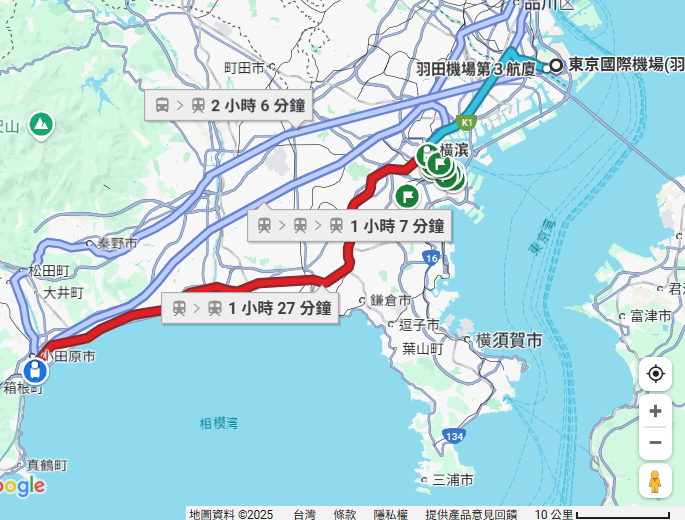 品川区
東京國際機場(羽
羽田機場第３航廈
町田市
2 小時 6 分鐘
K1
横滨
秦野市
1 小時 7 分鐘
東京湾
16
松田町
大井町
1 小時 27 分鐘
鎌倉市
富津市
逗子市
横須賀市
葉山町
小田原市
箱根町
相模湾
134
真鶴町
三浦市
地圖資料 ©2025 台灣 條款 隱私權 提供產品意見回饋 10 公里